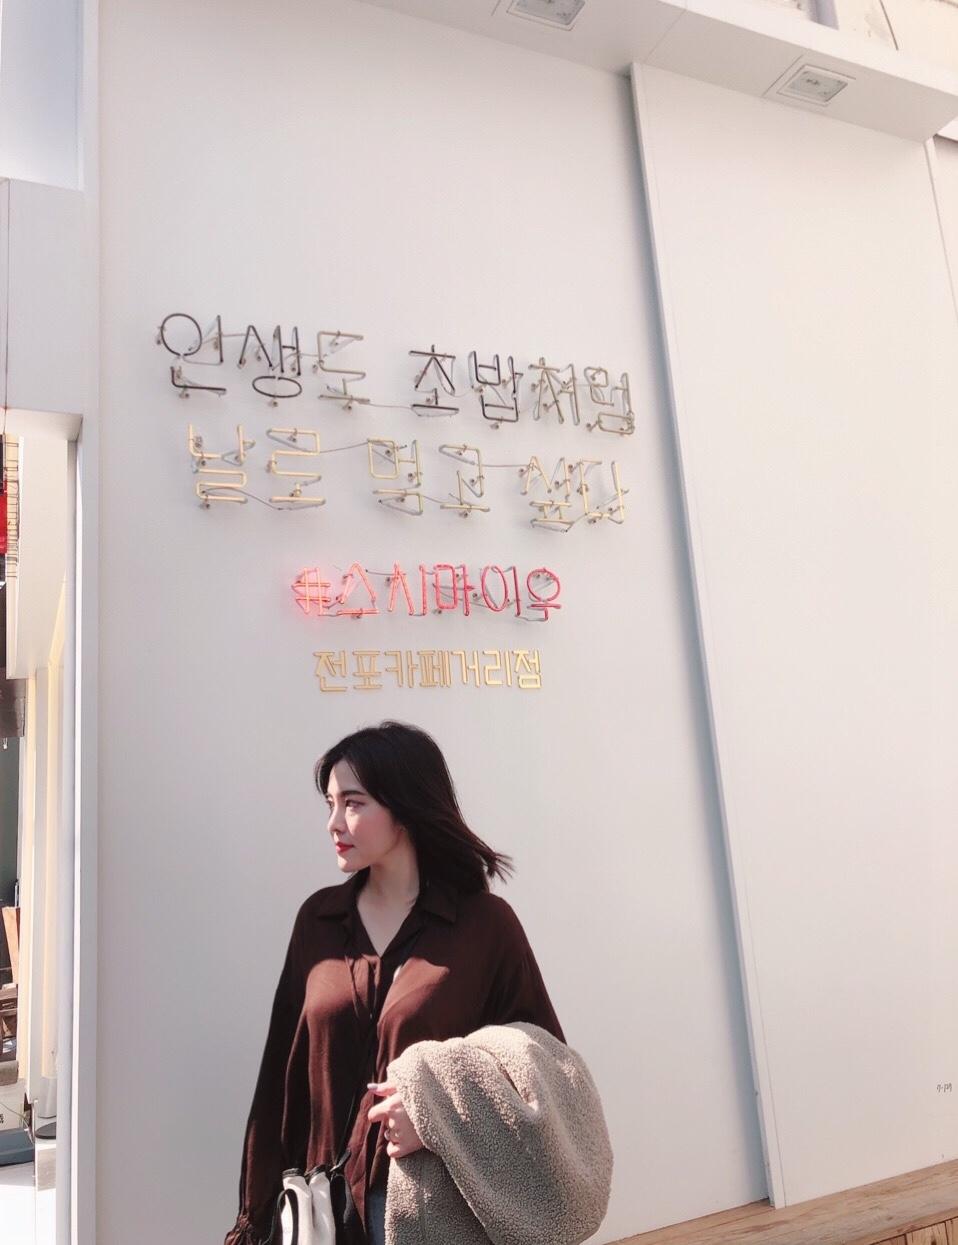 인생도 초밥처럼
날로 먹고 싶다
#스시마이우
전포카페거리점